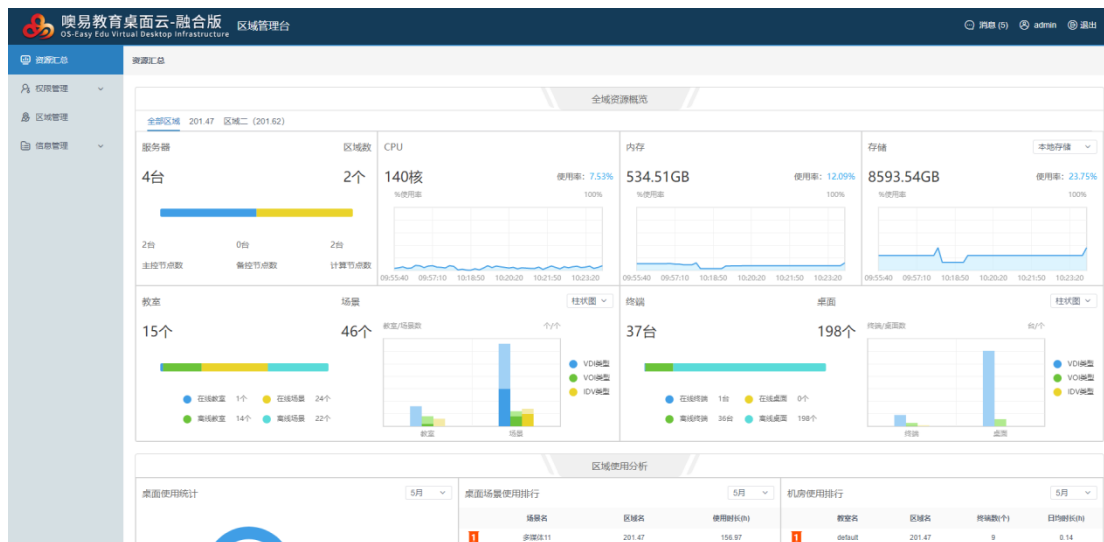 噢易教育桌面云-融合版 区域管理台
OS-Easy Edu Virtual Desktop Infrastructure
消息 (5) admin 退出
资源汇总
权限管理
区域管理
信息管理
资源汇总
全域资源概览
全部区域 201.47 区域二 (201.62)
服务器 区域数
4台 2个
2台 0台 2台
主控节点数 备控节点数 计算节点数
CPU
140核 使用率: 7.53%
%使用率 100%
09:55:40 09:57:10 10:18:50 10:20:20 10:21:50 10:23:20
内存
534.51GB 使用率: 12.09%
%使用率 100%
09:55:40 09:57:10 10:18:50 10:20:20 10:21:50 10:23:20
存储 本地存储
8593.54GB 使用率: 23.75%
%使用率 100%
09:55:40 09:57:10 10:18:50 10:20:20 10:21:50 10:23:20
教室 场景 柱状图
15个 46个
在线教室 1个 在线场景 24个
离线教室 14个 离线场景 22个
教室/场景数 个/个
VDI类型
VOI类型
IDV类型
教室 场景
终端 桌面 柱状图
37台 198个
在线终端 1台 在线桌面 0个
离线终端 36台 离线桌面 198个
终端/桌面数 台/个
VDI类型
VOI类型
IDV类型
终端 桌面
区域使用分析
桌面使用统计 5月
桌面场景使用排行 5月
场景名 区域名 使用时长(h)
1 多媒体11 201.47 156.97
机房使用排行 5月
教室名 区域名 终端数(个) 日均时长(h)
1 default 201.47 9 0.14